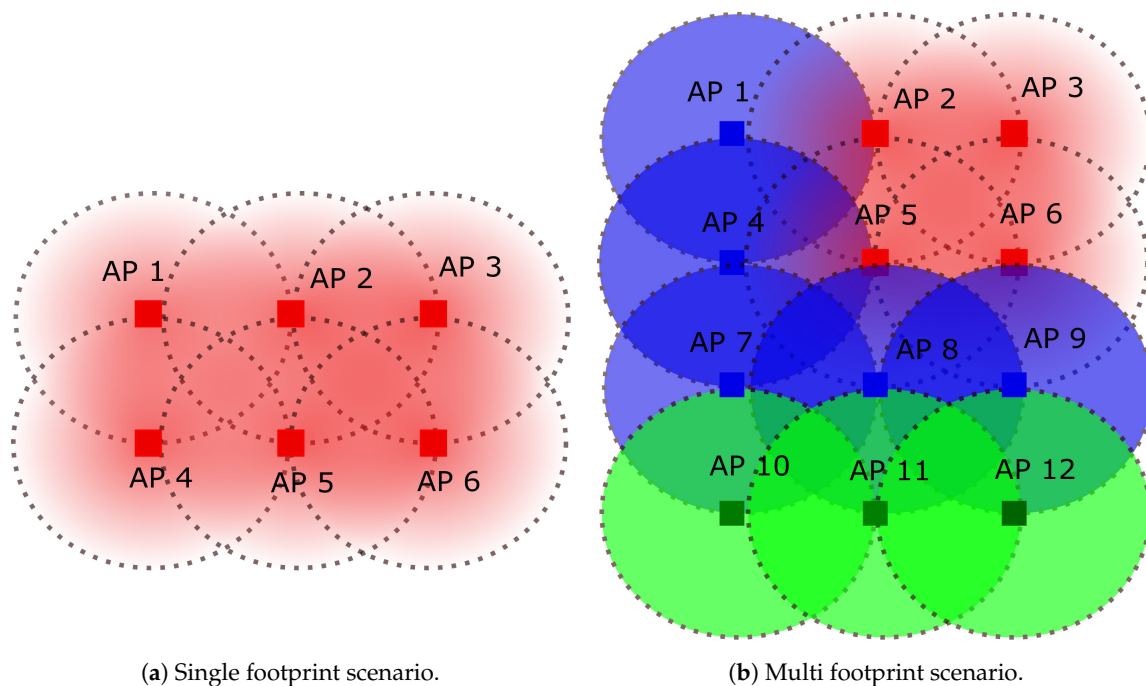 AP 1
AP 2
AP 3
AP 4
AP 5
AP 6
(a) Single footprint scenario.
AP 1
AP 2
AP 3
AP 4
AP 5
AP 6
AP 7
AP 8
AP 9
AP 10
AP 11
AP 12
(b) Multi footprint scenario.